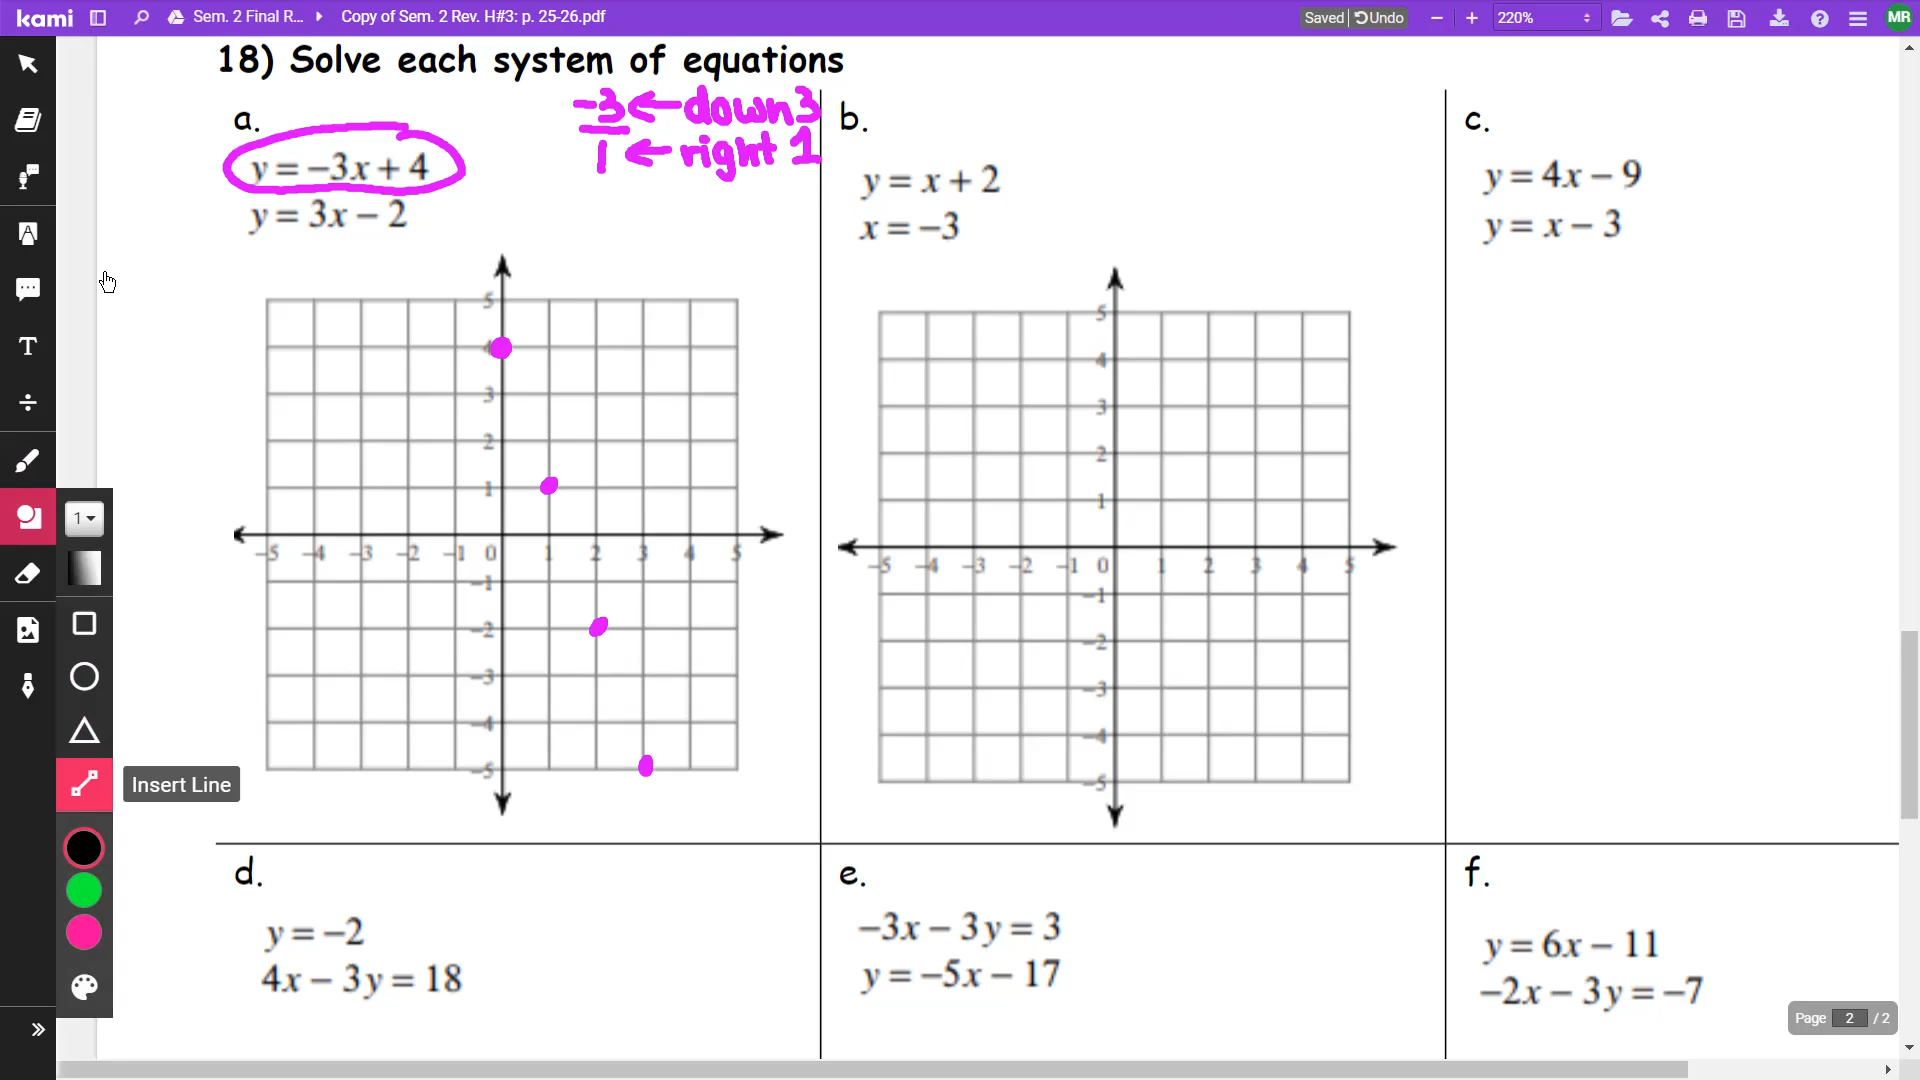 kami
Sem. 2 Final R...
Copy of Sem. 2 Rev. H#3: p. 25-26.pdf
Saved
Undo
220%
MR
18) Solve each system of equations
a.
y = −3x + 4
y = 3x − 2
-3 ← down 3
1 ← right 1
5
4
3
2
1
−5 −4 −3 −2 −1 0 1 2 3 4 5
−1
−2
−3
−4
−5
b.
y = x + 2
x = −3
5
4
3
2
1
−5 −4 −3 −2 −1 0 1 2 3 4 5
−1
−2
−3
−4
−5
c.
y = 4x − 9
y = x − 3
1
Insert Line
d.
y = −2
4x − 3y = 18
e.
−3x − 3y = 3
y = −5x − 17
f.
y = 6x − 11
−2x − 3y = −7
Page 2 / 2